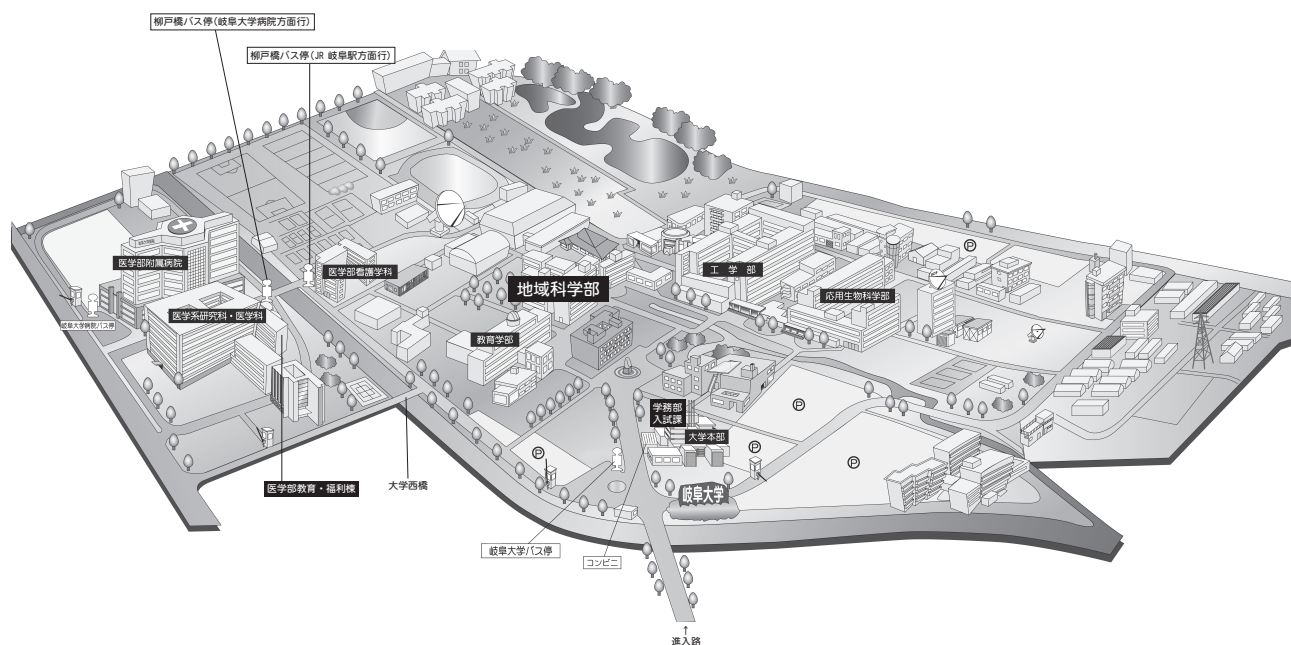 柳戸橋バス停(岐阜大学病院方面行)
柳戸橋バス停(JR 岐阜駅方面行)
医学部附属病院
医学部看護学科
地域科学部
工学部
応用生物科学部
岐阜大学病院バス停
医学系研究科・医学科
教育学部
学務部
入試課
大学本部
P
P
P
P
P
医学部教育・福利棟
大学西橋
岐阜大学
岐阜大学バス停
コンビニ
↑
進入路